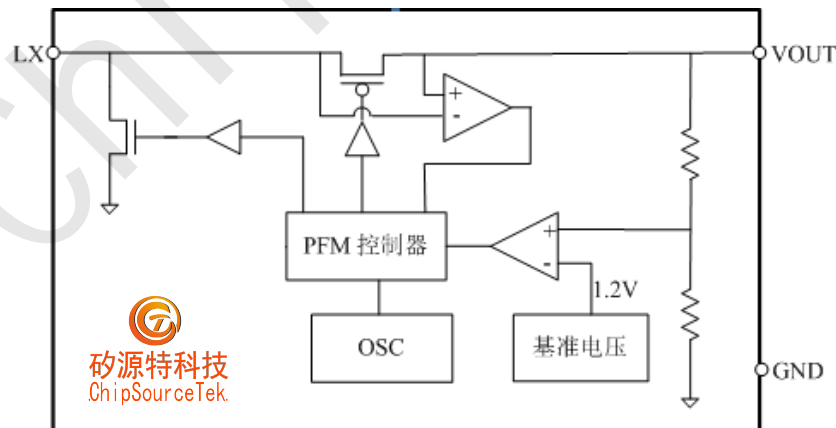 LX
VOUT
+
-
PFM 控制器
+
-
1.2V
OSC
基准电压
GND
矽源特科技
ChipSourceTek.
Chi